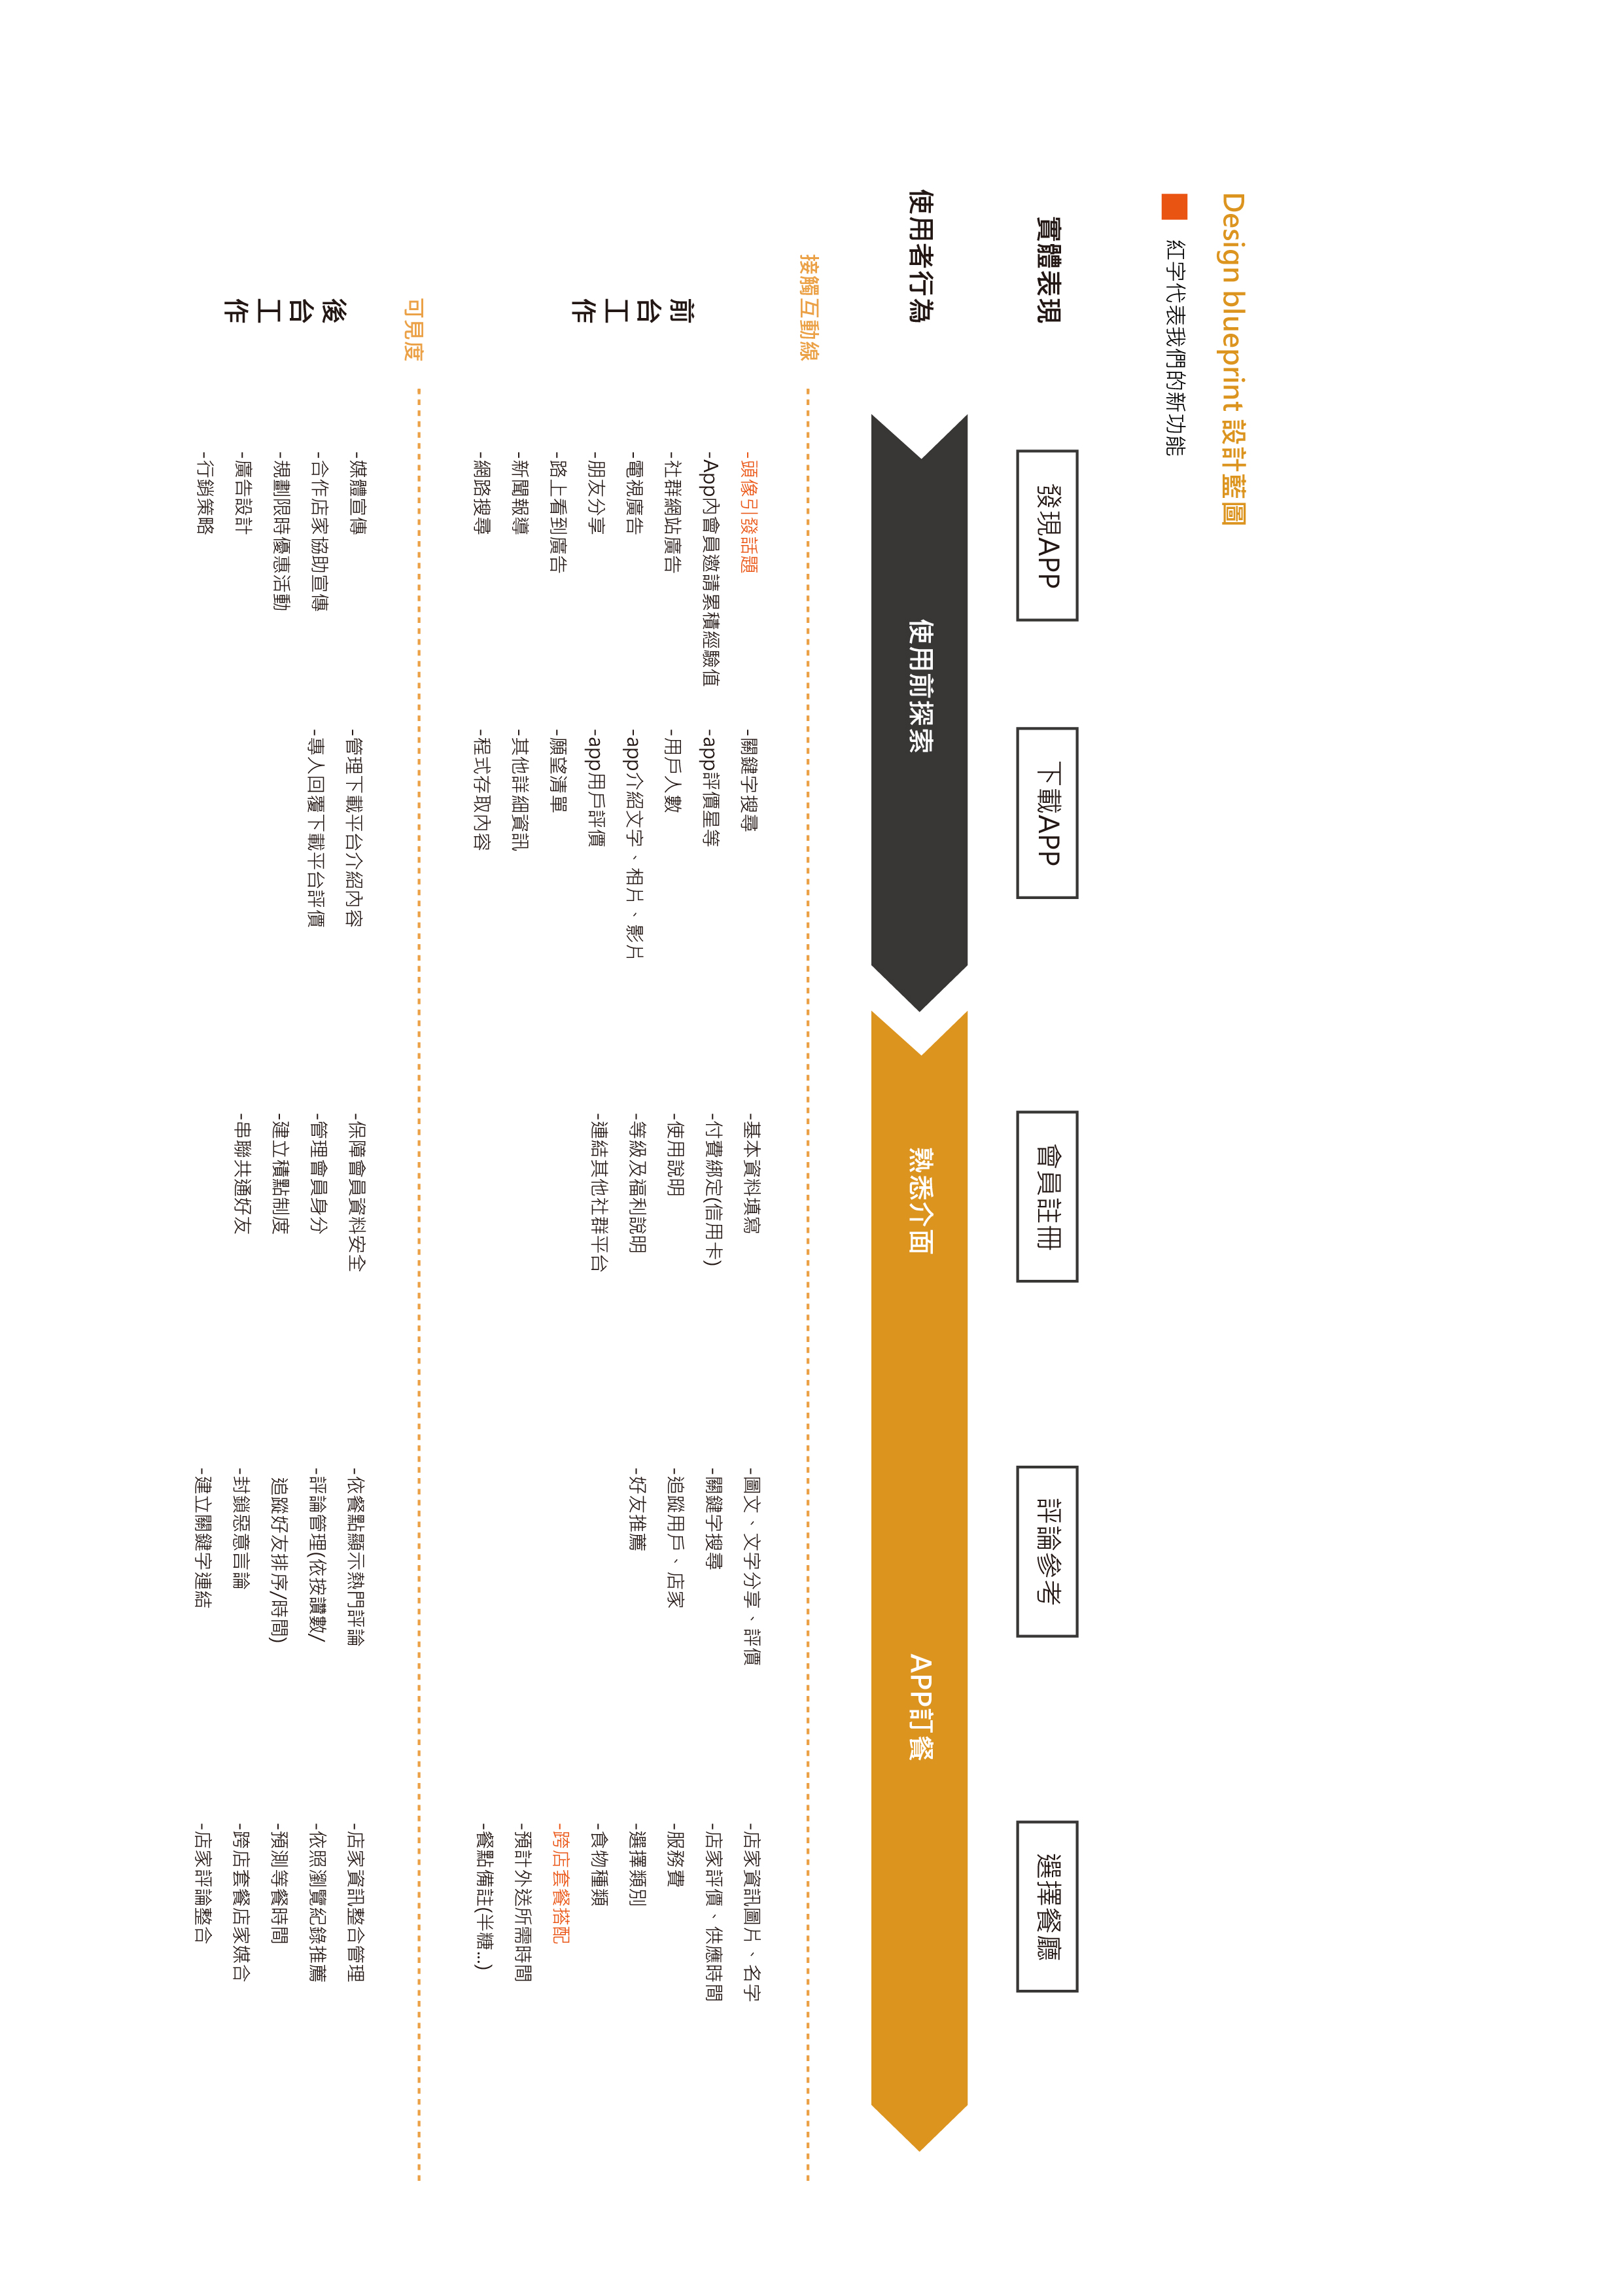 Design blueprint 設計藍圖
紅字代表我們的新功能
實體表現
發現APP
下載APP
會員註冊
評論參考
選擇餐廳
使用者行為
使用前探索
熟悉介面
APP訂餐
接觸互動線
前台工作
-頭像引發話題
-App內會員邀請累積經驗值
-社群網站廣告
-電視廣告
-朋友分享
-路上看到廣告
-新聞報導
-網路搜尋
-關鍵字搜尋
-app評價星等
-用戶人數
-app介紹文字、相片、影片
-app用戶評價
-願望清單
-其他詳細資訊
-程式存取內容
-基本資料填寫
-付費綁定(信用卡)
-使用說明
-等級及福利說明
-連結其他社群平台
-圖文、文字分享、評價
-關鍵字搜尋
-追蹤用戶、店家
-好友推薦
-店家資訊圖片、名字
-店家評價、供應時間
-服務費
-選擇類別
-食物種類
-跨店套餐搭配
-預計外送所需時間
-餐點備註(半糖...)
可見度
後台工作
-媒體宣傳
-合作店家協助宣傳
-規劃限時優惠活動
-廣告設計
-行銷策略
-管理下載平台介紹內容
-專人回覆下載平台評價
-保障會員資料安全
-管理會員身分
-建立積點制度
-串聯共通好友
-依餐點顯示熱門評論
-評論管理(依按讚數/
追蹤好友排序/時間)
-封鎖惡意言論
-建立關鍵字連結
-店家資訊整合管理
-依照瀏覽紀錄推薦
-預測等餐時間
-跨店套餐店家媒合
-店家評論整合